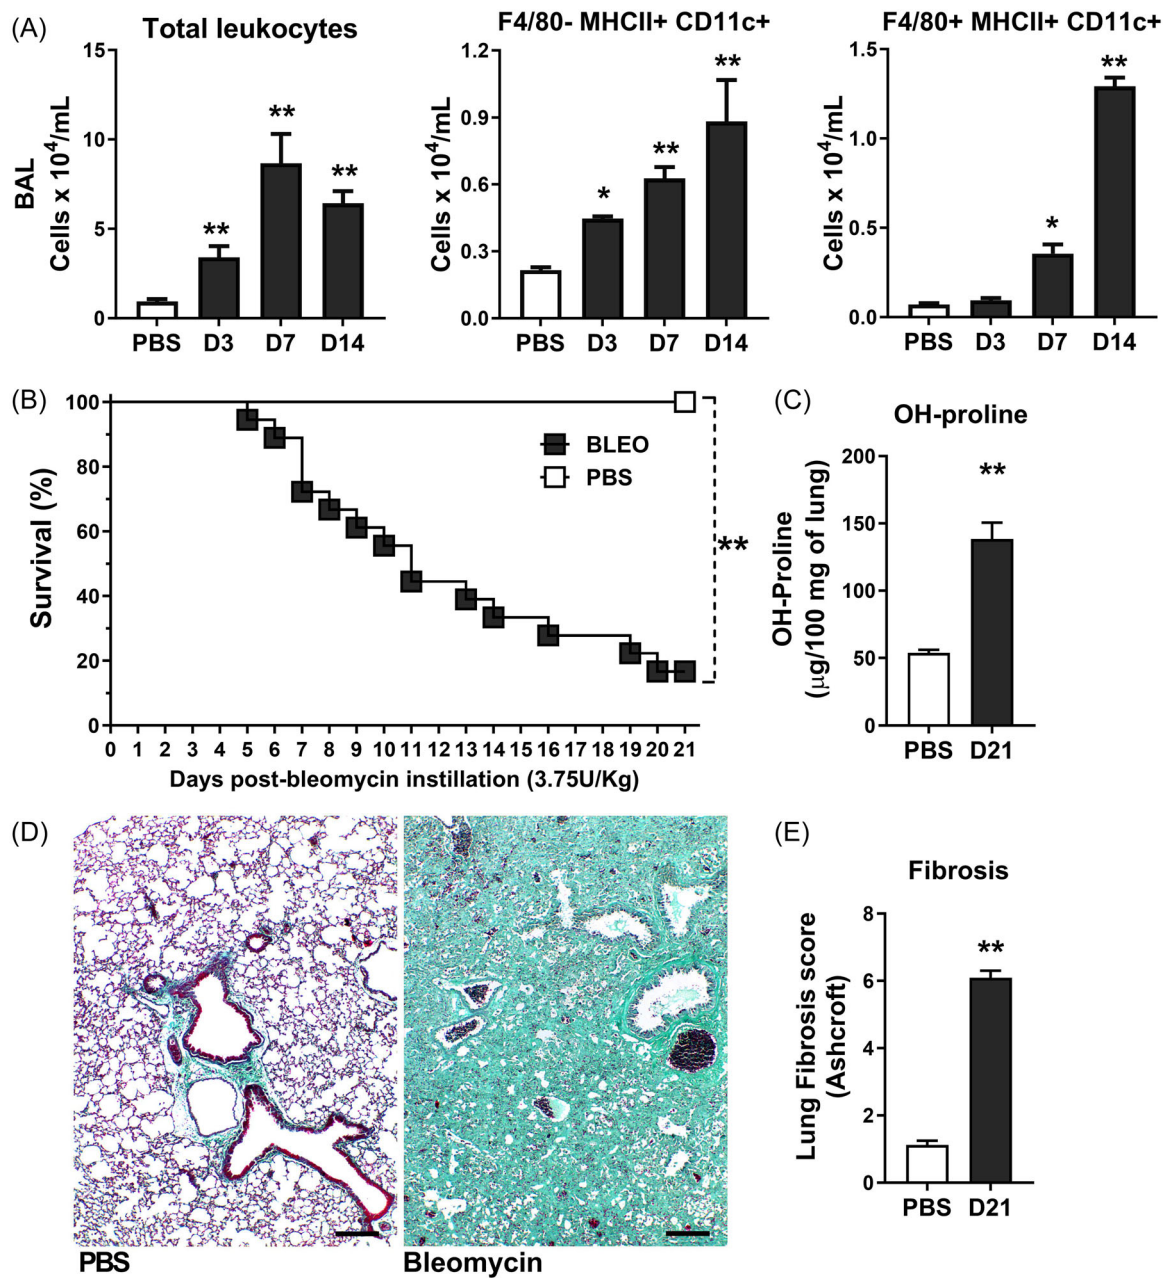 (A)
Total leukocytes
F4/80- MHCII+ CD11c+
F4/80+ MHCII+ CD11c+
BAL
Cells x 10⁴/mL
15
10
5
0
**
**
**
PBS D3 D7 D14
Cells x 10⁴/mL
1.2
0.9
0.6
0.3
0.0
*
**
**
PBS D3 D7 D14
Cells x 10⁴/mL
1.5
1.0
0.5
0.0
*
**
PBS D3 D7 D14
(B)
Survival (%)
100
80
60
40
20
0
BLEO
PBS
**
0 1 2 3 4 5 6 7 8 9 10 11 12 13 14 15 16 17 18 19 20 21
Days post-bleomycin instillation (3.75U/Kg)
(C)
OH-proline
OH-Proline
(μg/100 mg of lung)
200
150
100
50
0
**
PBS D21
(D)
PBS
Bleomycin
(E)
Fibrosis
Lung Fibrosis score
(Ashcroft)
8
6
4
2
0
**
PBS D21